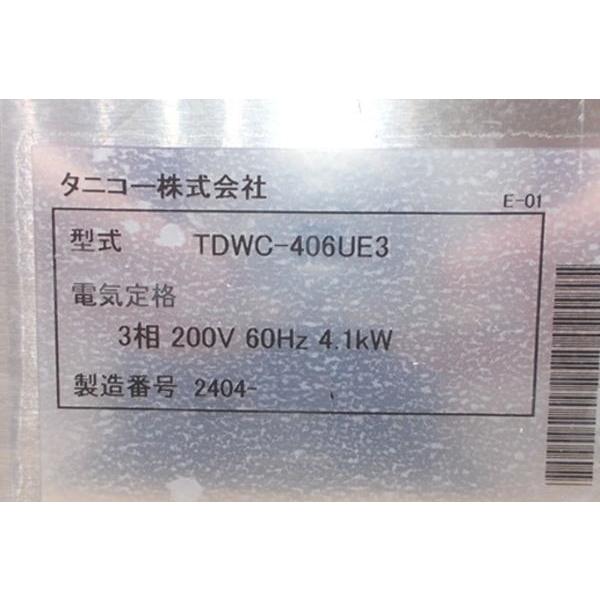 タニコー株式会社
E-01
型式 TDWC-406UE3
電気定格
3相 200V 60Hz 4.1kW
製造番号 2404-